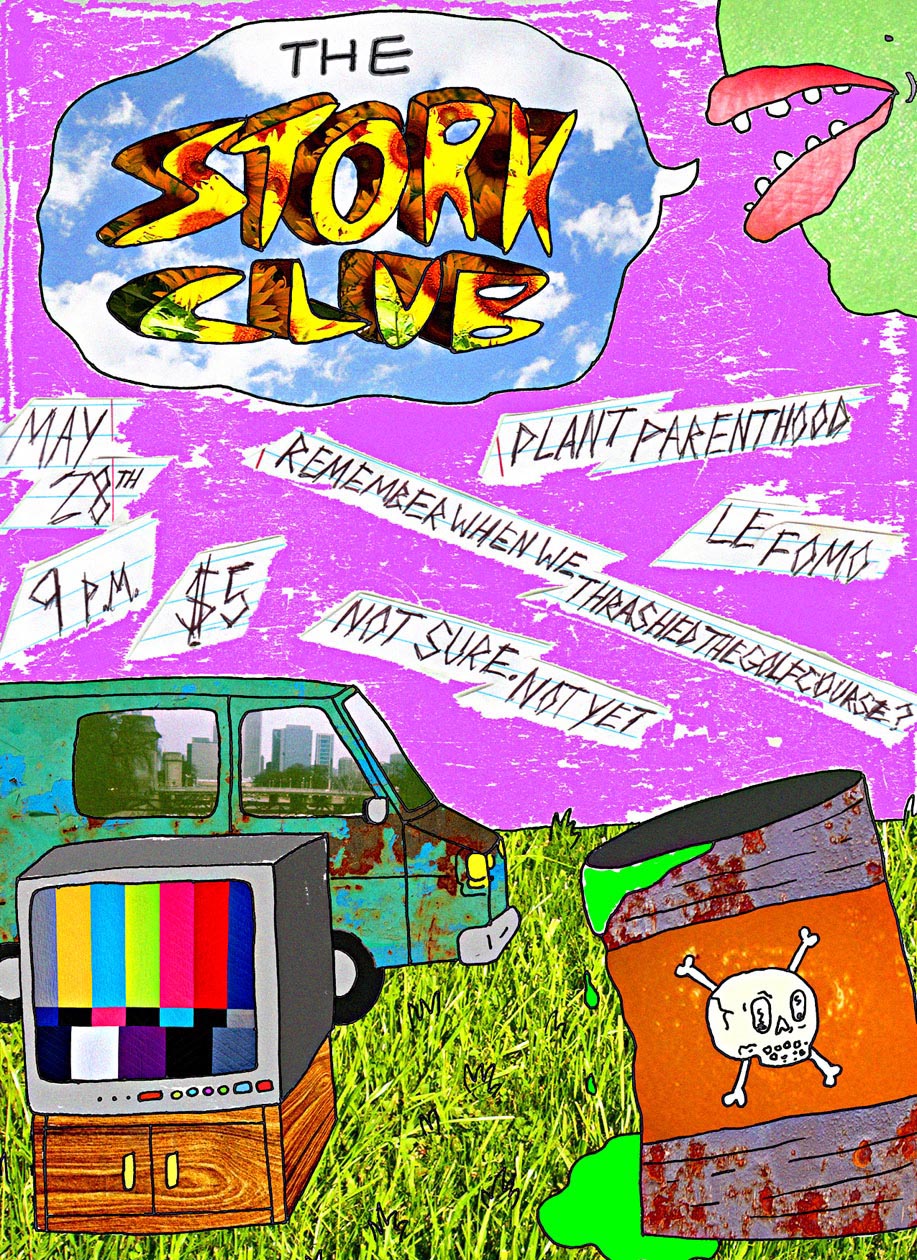 THE
STORY
CLUB
MAY
28TH
9 P.M.
$5
PLANT PARENTHOOD
REMEMBER WHEN WE
THRASHED THE GOLF COURSE?
LE FOMO
NOT SURE. NOT YET